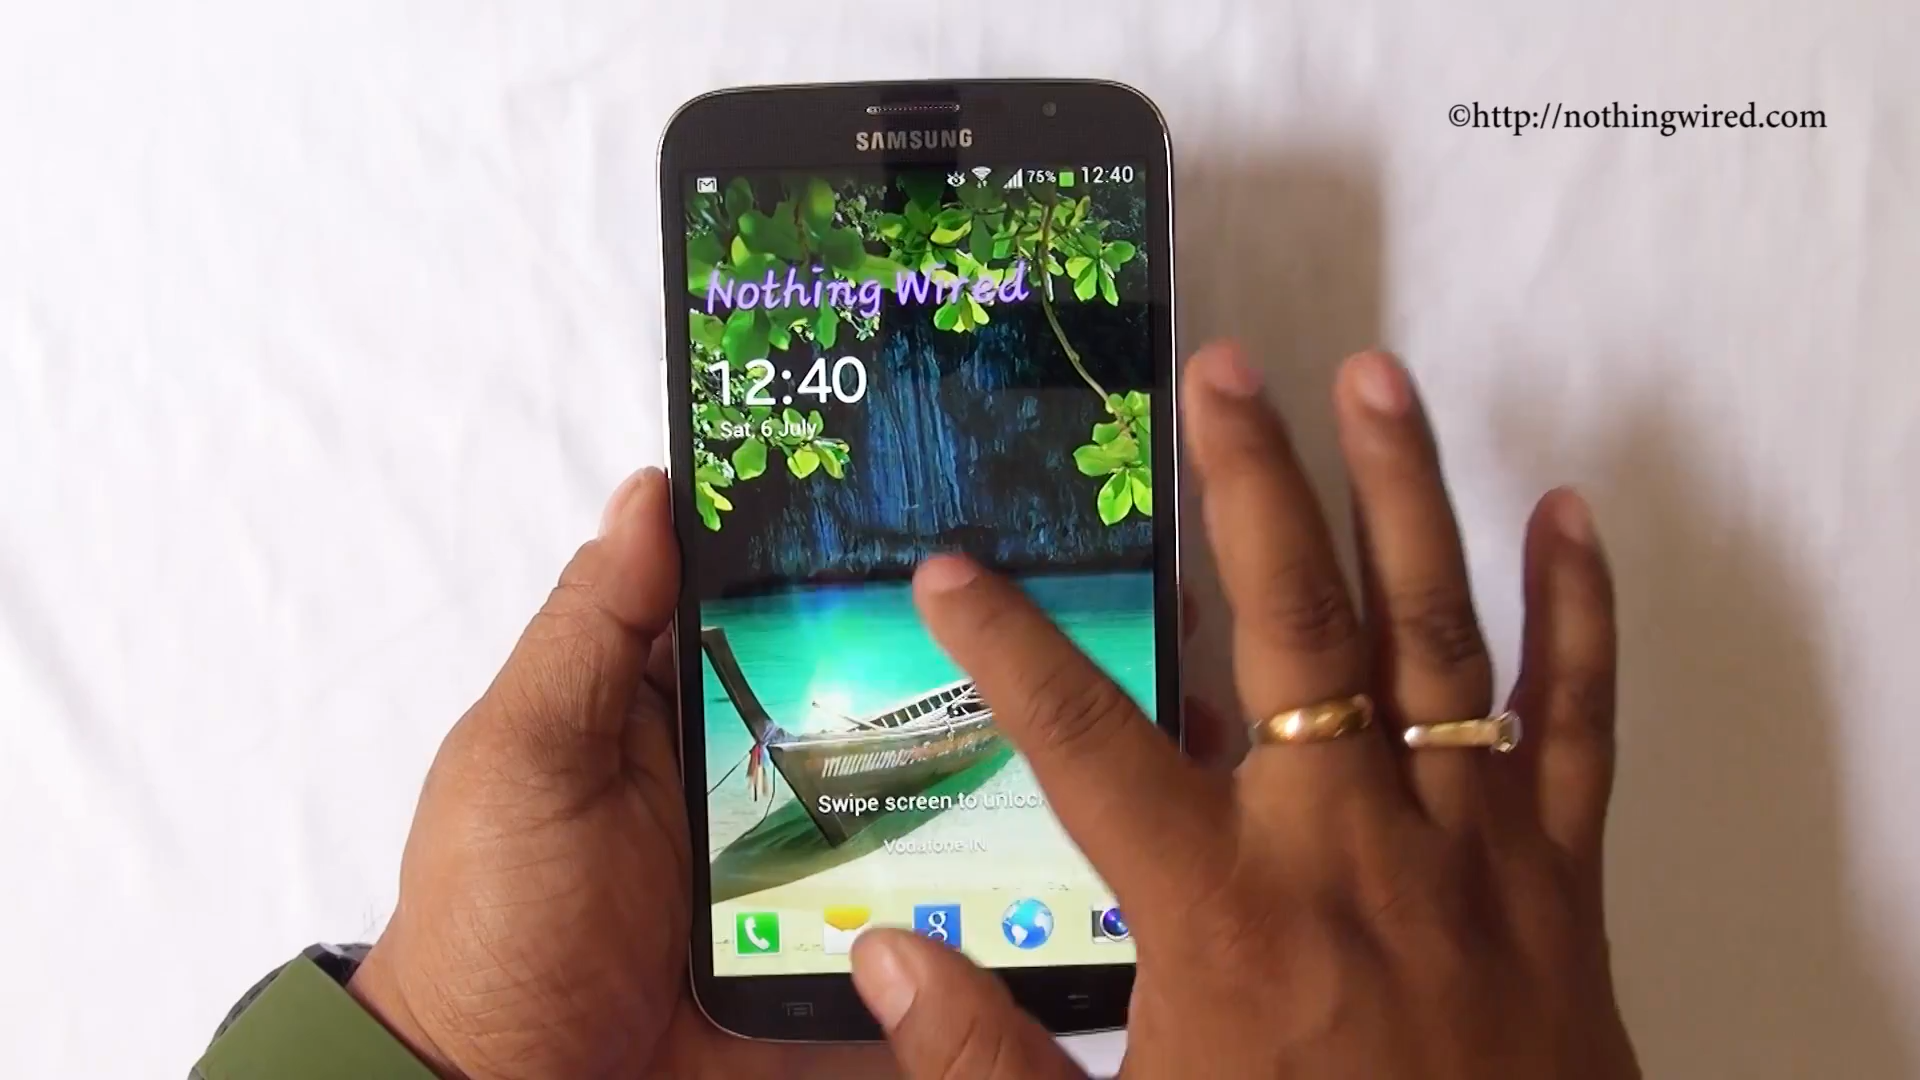 ©http://nothingwired.com
SAMSUNG
75% 12:40
Nothing Wired
12:40
Sat, 6 July
Swipe screen to unlock
Vodafone IN
g